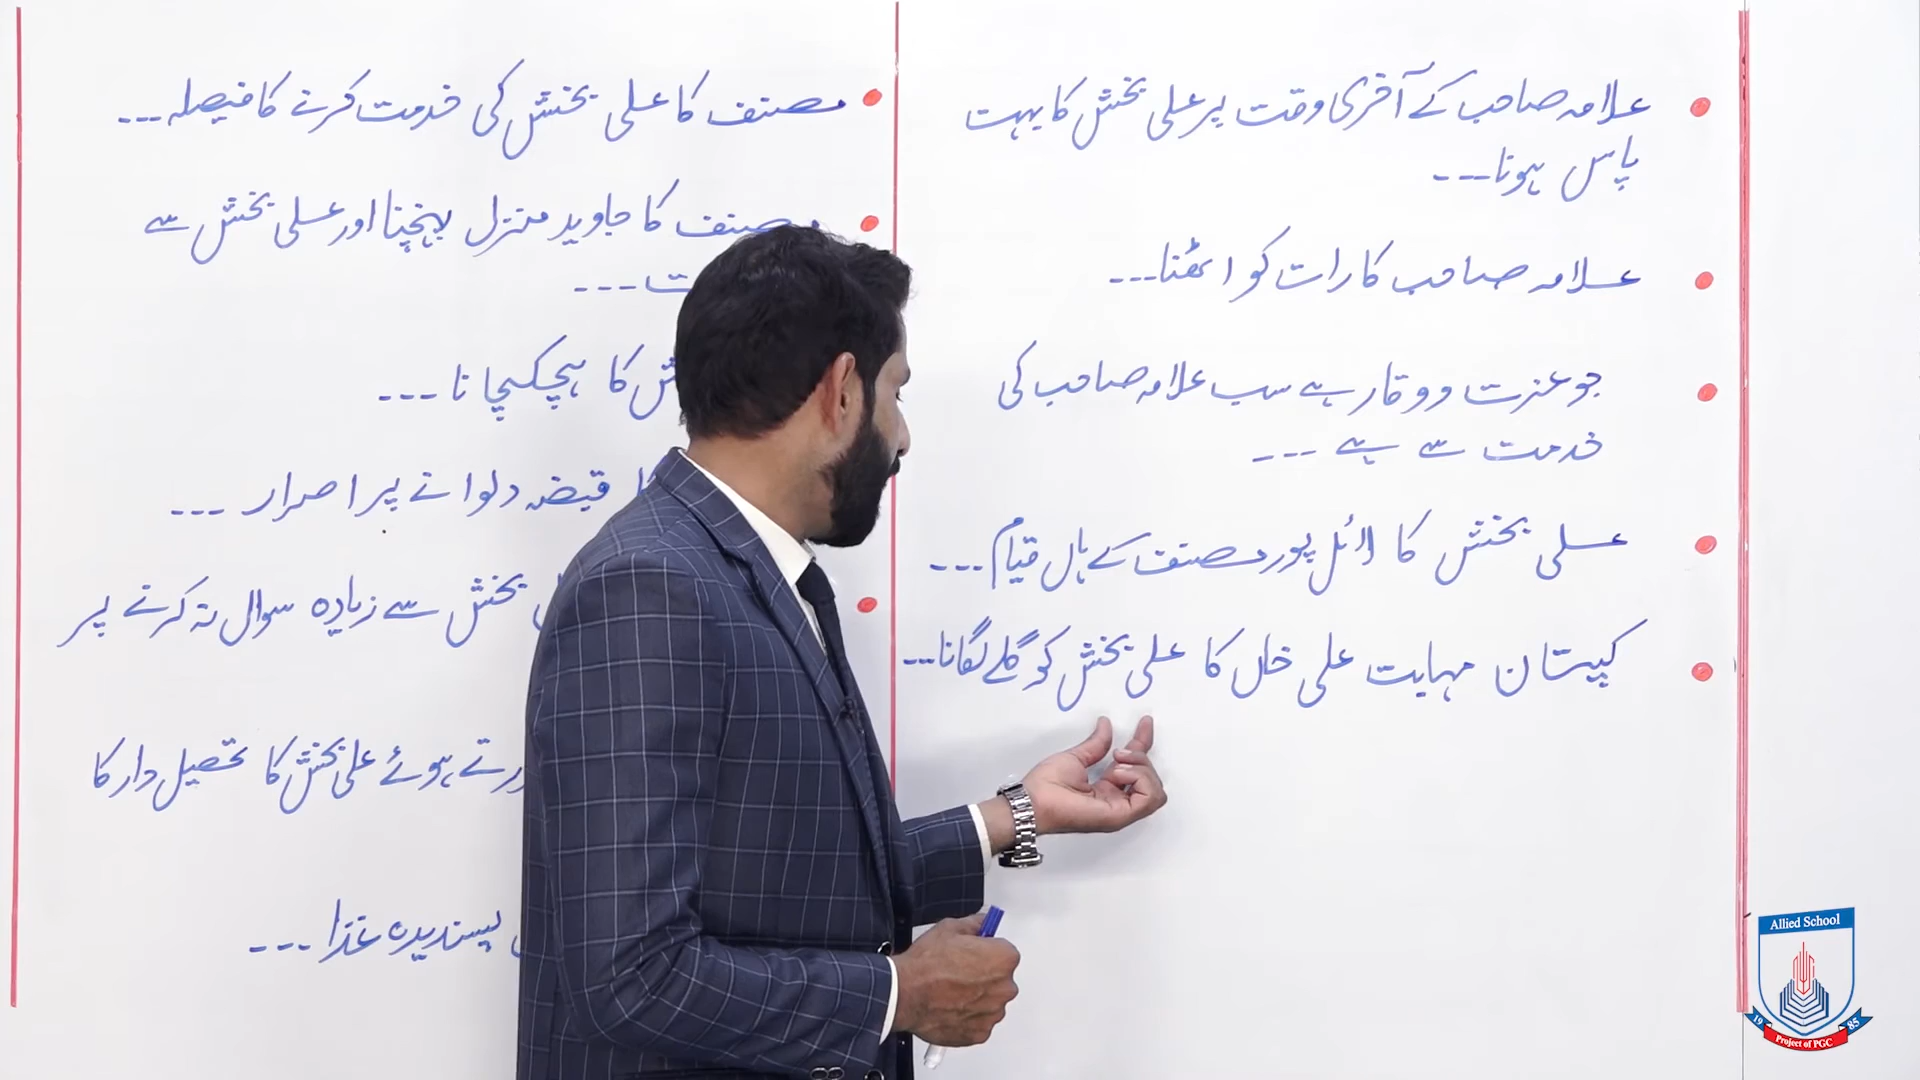 علامہ صاحب کے آخری وقت پر علی بخش کا بہت
پاس ہونا---
علامہ صاحب کا رات کو اٹھنا---
جو عزت و وقار ہے سب علامہ صاحب کی
خدمت سے ہے ---
علی بخش کا لائل پور مصنف کے ہاں قیام---
کپتان مہابت علی خاں کا علی بخش کو گلے لگانا---
مصنف کا علی بخش کی خدمت کرنے کا فیصلہ---
مصنف کا جاوید منزل پہنچنا اور علی بخش سے
---
کا ہچکچانا ---
قبضہ دلوانے پر اصرار ---
بخش سے زیادہ سوال نہ کرنے پر
ہوئے علی بخش کا تحصیل دار کا
پسندیدہ غذا ---
Allied School
19 85
Project of PGC